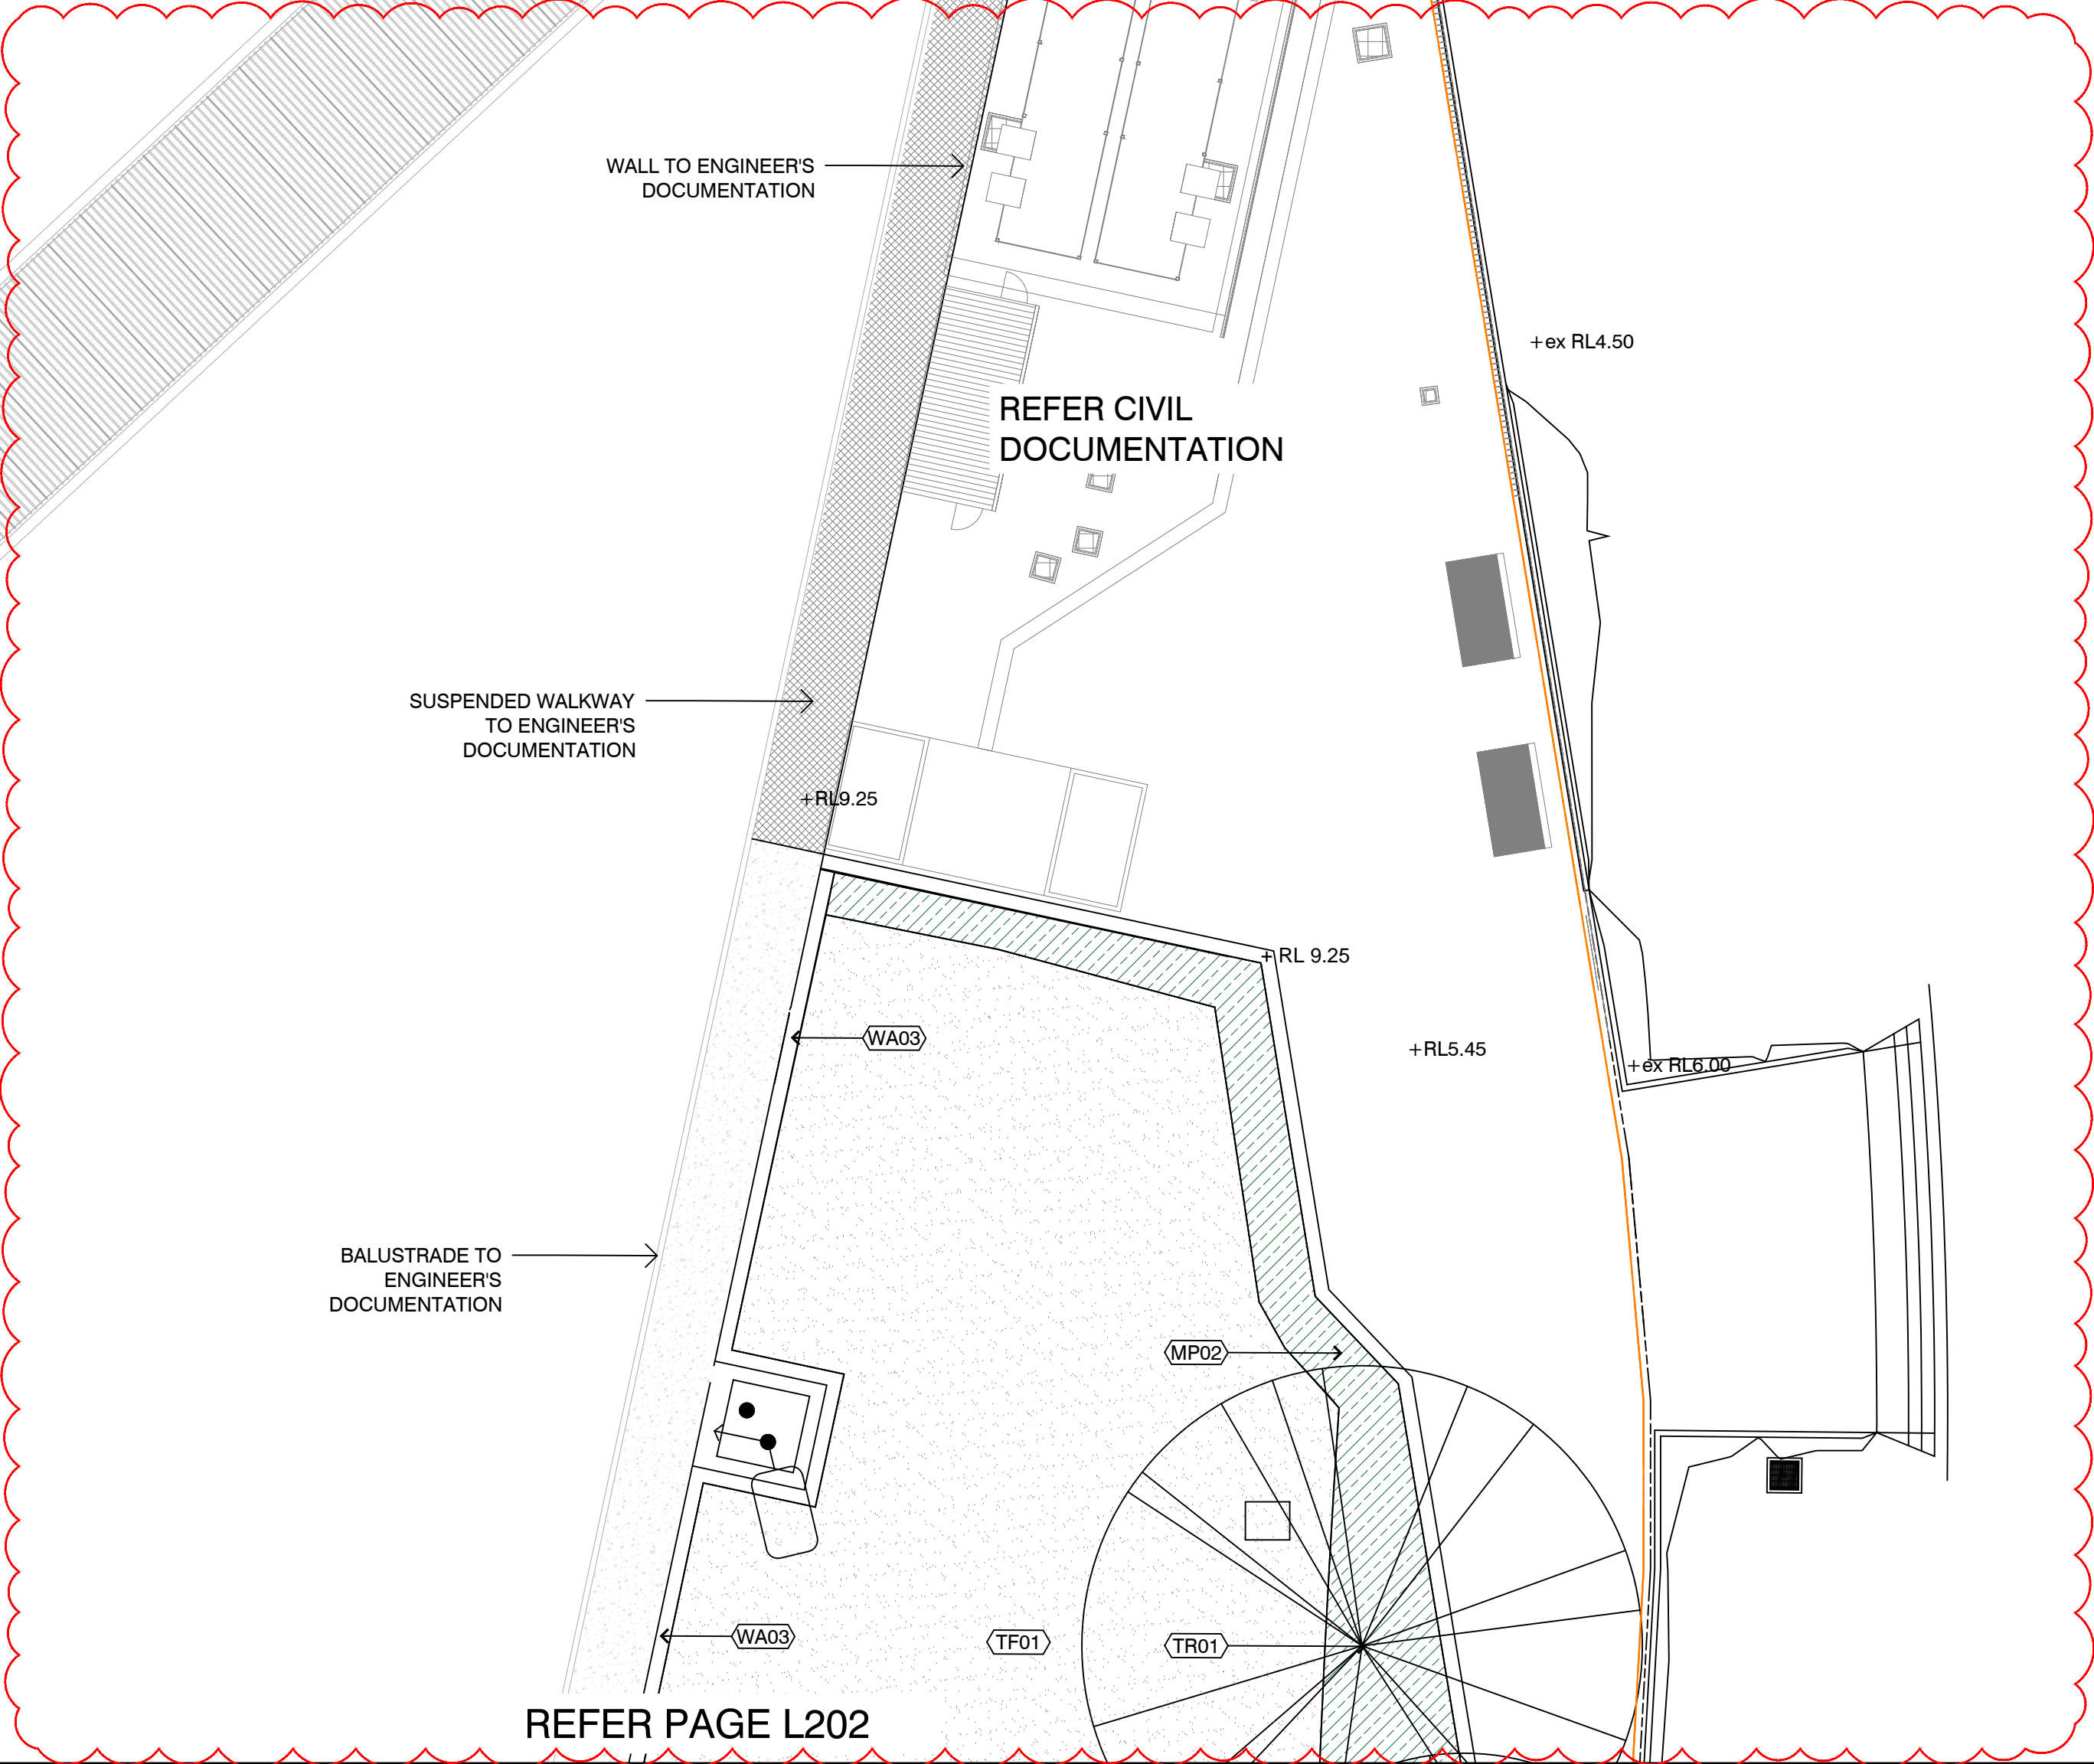 WALL TO ENGINEER'S
DOCUMENTATION
+ex RL4.50
REFER CIVIL
DOCUMENTATION
SUSPENDED WALKWAY
TO ENGINEER'S
DOCUMENTATION
+RL9.25
+ RL 9.25
WA03
+RL5.45
+ex RL6.00
BALUSTRADE TO
ENGINEER'S
DOCUMENTATION
MP02
WA03
TF01
TR01
REFER PAGE L202